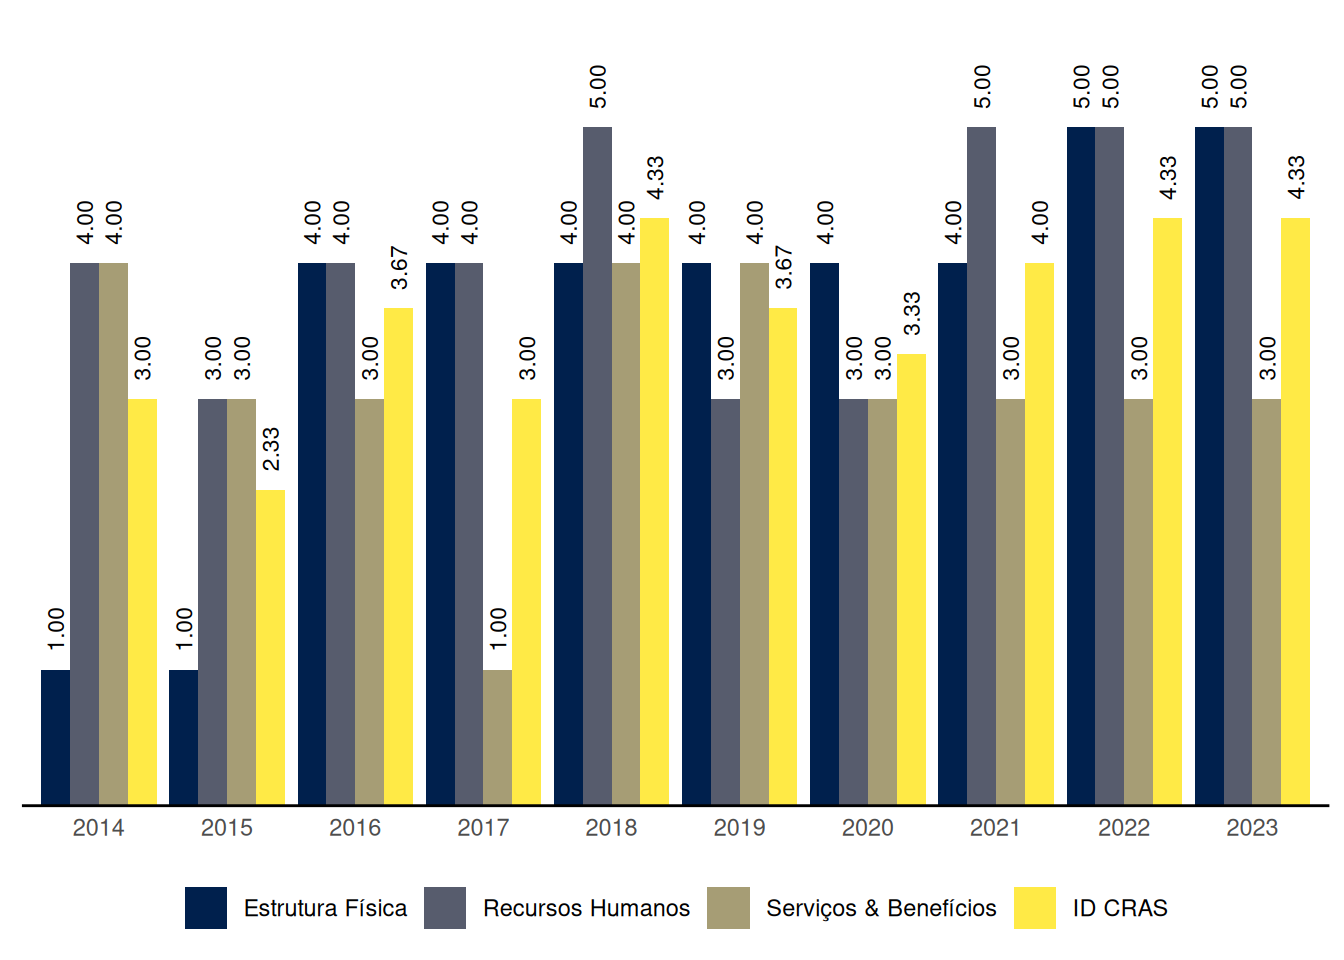 5.00 5.00 5.00 5.00 5.00 5.00
4.33 4.33 4.33
4.00 4.00 4.00 4.00 4.00 4.00 4.00 4.00 4.00 4.00 4.00 4.00 4.00
3.67 3.67
3.33
3.00 3.00 3.00 3.00 3.00 3.00 3.00 3.00 3.00 3.00 3.00
2.33
1.00 1.00 1.00
2014 2015 2016 2017 2018 2019 2020 2021 2022 2023
Estrutura Física Recursos Humanos Serviços & Benefícios ID CRAS